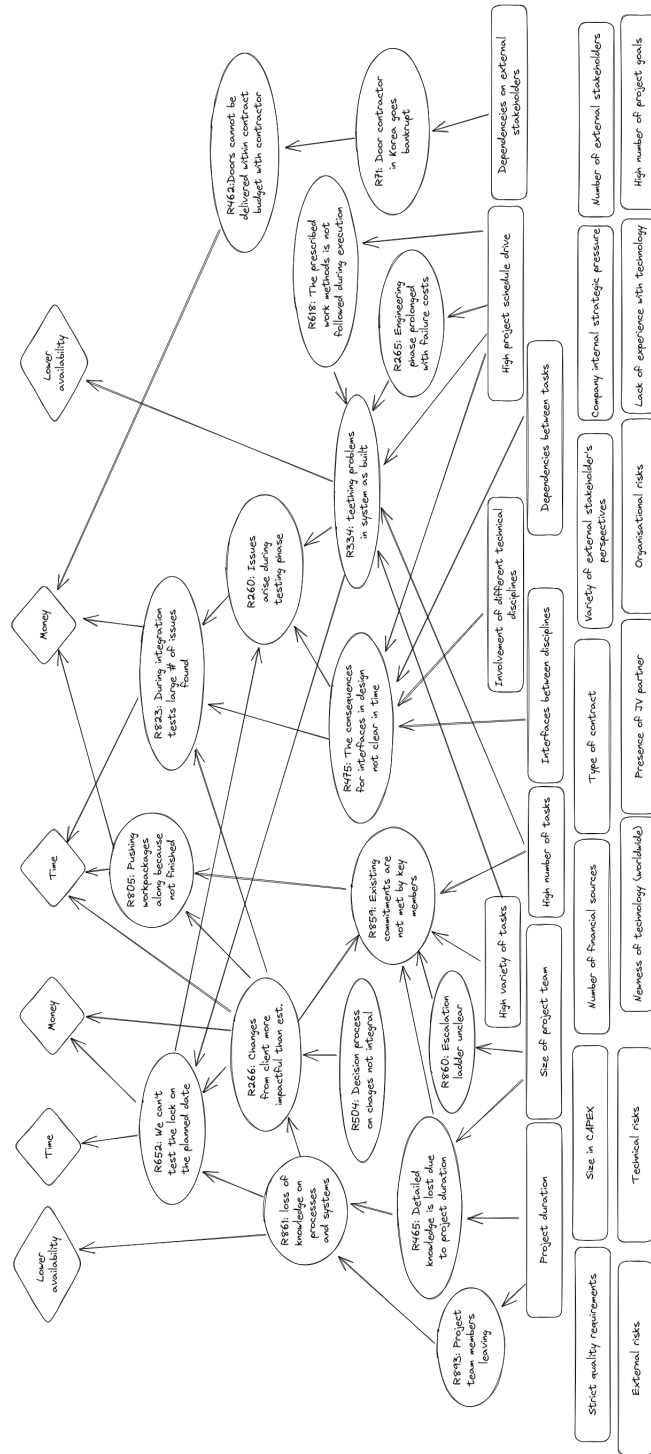 Lower
availability
Time
Money
Time
Money
Lower
availability
R652: We can't
test the lock on
the planned date
R805: Pushing
workpackages
along because
not finished
R823: During integration
tests large # of issues
found
R462:Doors cannot be
delivered within contract
budget with contractor
R861: loss of
knowledge on
processes
and systems
R266: Changes
from client more
impactful than est.
R260: Issues
arise during
testing phase
R618: The prescribed
work methods is not
followed during execution
R504: Decision process
on chages not integral
R859: Exisiting
commitments are
not met by key
members
R475: The consequences
for interfaces in design
not clear in time
R334: teething problems
in system as built
R265: Engineering
phase prolonged
with failure costs
R71: Door contractor
in Korea goes
bankrupt
R893: Project
team members
leaving
R465: Detailed
knowledge is lost due
to project duration
R860: Escalation
ladder unclear
High variety of tasks
Involvement of different technical
disciplines
High project schedule drive
Dependenceies on external
stakeholders
Project duration
Size of project team
High number of tasks
Interfaces between disciplines
Dependencies between tasks
Strict quality requirements
Size in CAPEX
Number of financial sources
Type of contract
Variety of external stakeholder's
perspectives
Company internal strategic pressure
Number of external stakeholders
External risks
Technical risks
Newness of technology (worldwide)
Presence of JV partner
Organisational risks
Lack of experience with technology
High number of project goals